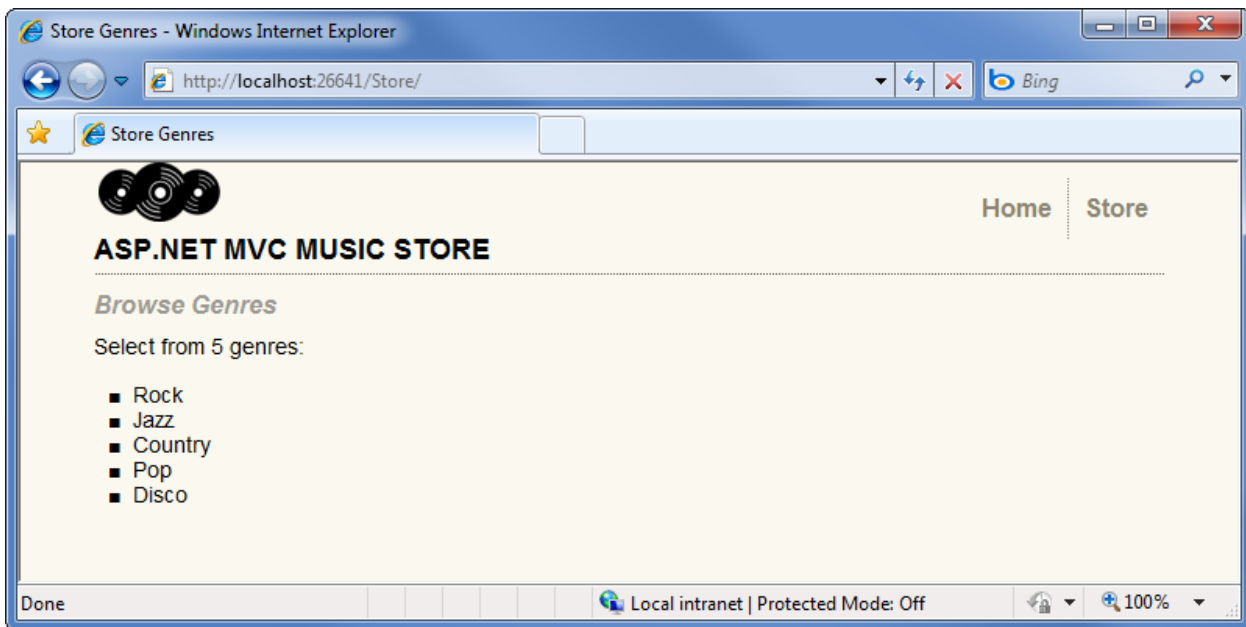 Store Genres - Windows Internet Explorer
http://localhost:26641/Store/
Bing
Store Genres
Home Store
ASP.NET MVC MUSIC STORE
Browse Genres
Select from 5 genres:
Rock
Jazz
Country
Pop
Disco
Done Local intranet | Protected Mode: Off 100%